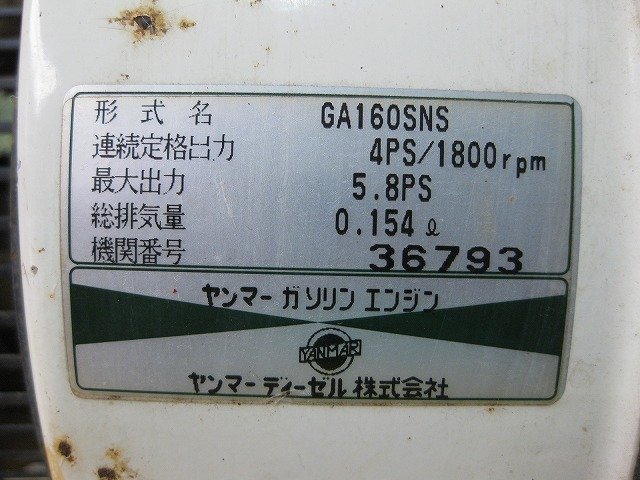 形式名 GA160SNS
連続定格出力 4PS/1800rpm
最大出力 5.8PS
総排気量 0.154ℓ
機関番号 36793
ヤンマーガソリンエンジン
YANMAR
ヤンマーディーゼル株式会社